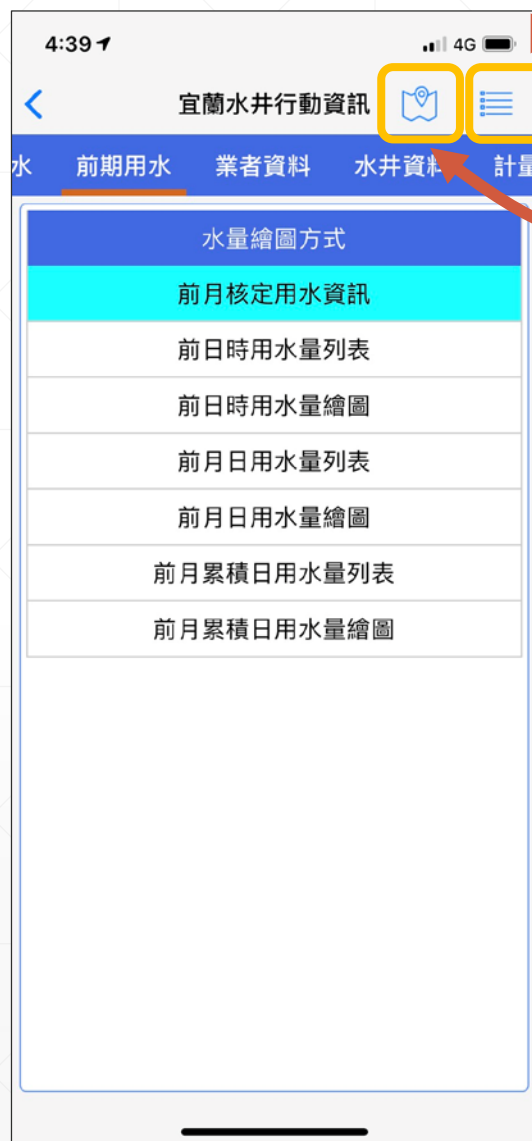 4:39
4G
宜蘭水井行動資訊
水 前期用水 業者資料 水井資料 計量
水量繪圖方式
前月核定用水資訊
前日時用水量列表
前日時用水量繪圖
前月日用水量列表
前月日用水量繪圖
前月累積日用水量列表
前月累積日用水量繪圖